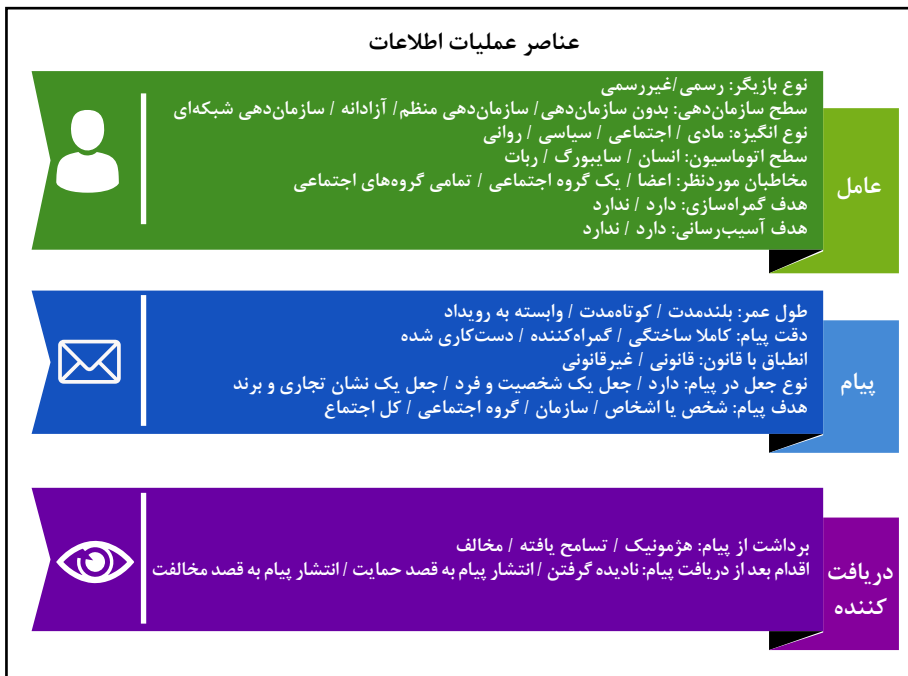 عناصر عملیات اطلاعات
نوع بازیگر: رسمی/غیررسمی
سطح سازمان‌دهی: بدون سازمان‌دهی/ سازمان‌دهی منظم/ آزادانه / سازمان‌دهی شبکه‌ای
نوع انگیزه: مادی / اجتماعی / سیاسی / روانی
سطح اتوماسیون: انسان / سایبورگ / ربات
مخاطبان موردنظر: اعضا / یک گروه اجتماعی / تمامی گروه‌های اجتماعی
هدف گمراه‌سازی: دارد / ندارد
هدف آسیب‌رسانی: دارد / ندارد
عامل
طول عمر: بلندمدت / کوتاه‌مدت / وابسته به رویداد
دقت پیام: کاملا ساختگی / گمراه‌کننده / دست‌کاری شده
انطباق با قانون: قانونی / غیرقانونی
نوع جعل در پیام: دارد / جعل یک شخصیت و فرد / جعل یک نشان تجاری و برند
هدف پیام: شخص یا اشخاص / سازمان / گروه اجتماعی / کل اجتماع
پیام
برداشت از پیام: هژمونیک / تسامح یافته / مخالف
اقدام بعد از دریافت پیام: نادیده گرفتن / انتشار پیام به قصد حمایت / انتشار پیام به قصد مخالفت
دریافت
کننده